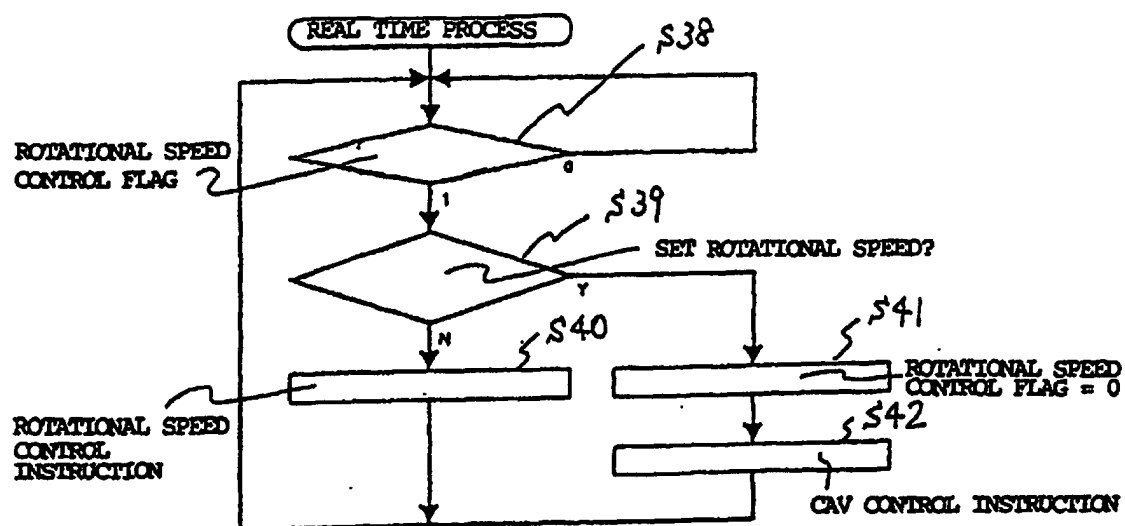 REAL TIME PROCESS
S38
ROTATIONAL SPEED
CONTROL FLAG
0
1
S39
SET ROTATIONAL SPEED?
Y
N
S40
S41
ROTATIONAL SPEED
CONTROL FLAG = 0
ROTATIONAL SPEED
CONTROL
INSTRUCTION
S42
CAV CONTROL INSTRUCTION